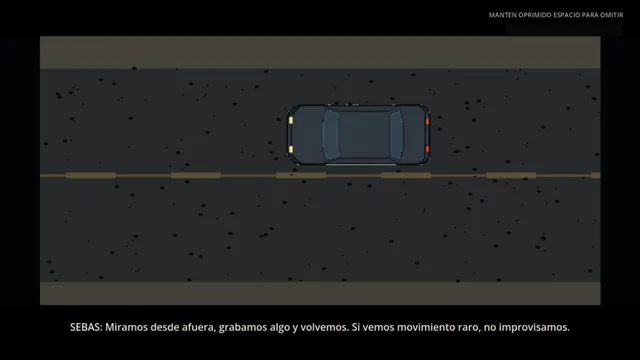 MANTEN OPRIMIDO ESPACIO PARA OMITIR
SEBAS: Miramos desde afuera, grabamos algo y volvemos. Si vemos movimiento raro, no improvisamos.